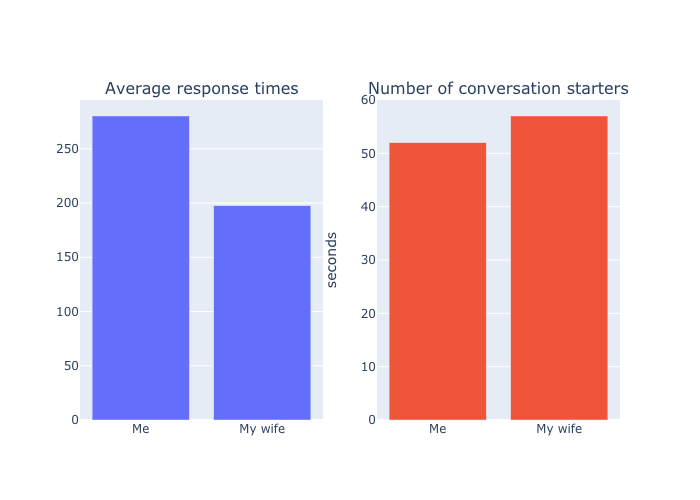 Average response times
250
200
150
100
50
0
Me
My wife
Number of conversation starters
seconds
60
50
40
30
20
10
0
Me
My wife